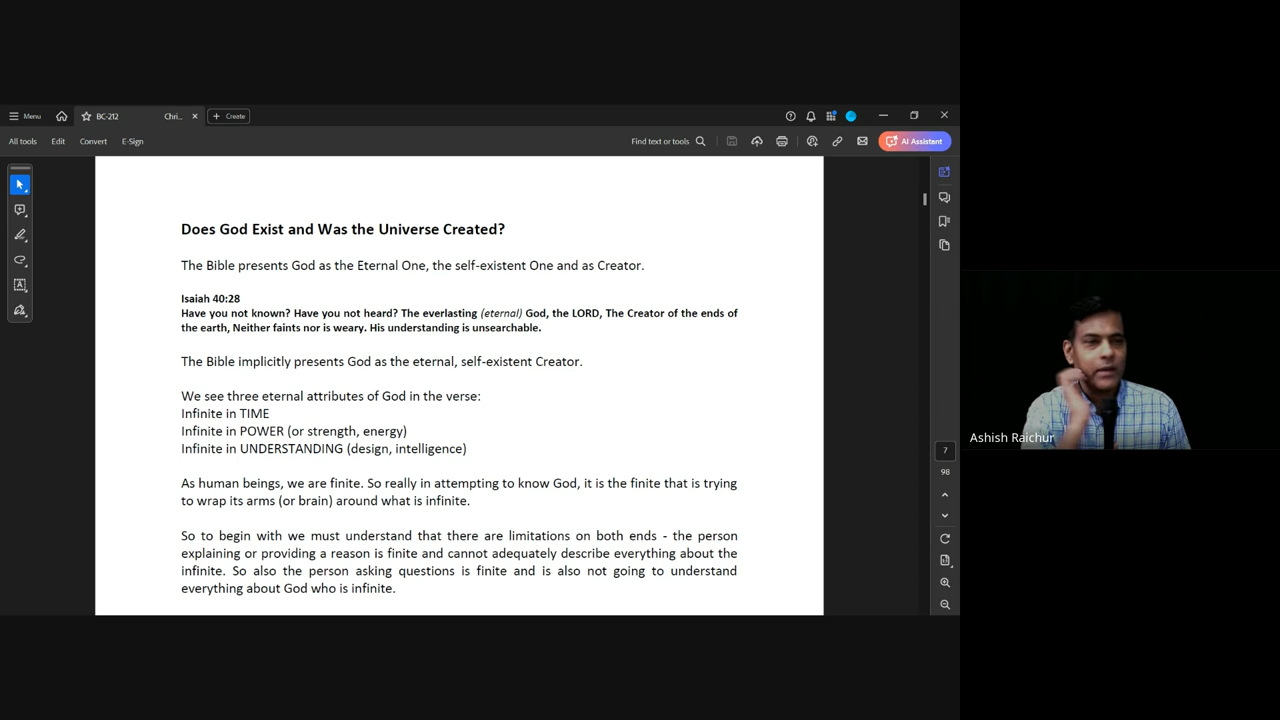 Menu
BC-212
Chri...
Create
All tools
Edit
Convert
E-Sign
Find text or tools
AI Assistant
Does God Exist and Was the Universe Created?
The Bible presents God as the Eternal One, the self-existent One and as Creator.
Isaiah 40:28
Have you not known? Have you not heard? The everlasting (eternal) God, the LORD, The Creator of the ends of
the earth, Neither faints nor is weary. His understanding is unsearchable.
The Bible implicitly presents God as the eternal, self-existent Creator.
We see three eternal attributes of God in the verse:
Infinite in TIME
Infinite in POWER (or strength, energy)
Infinite in UNDERSTANDING (design, intelligence)
As human beings, we are finite. So really in attempting to know God, it is the finite that is trying
to wrap its arms (or brain) around what is infinite.
So to begin with we must understand that there are limitations on both ends - the person
explaining or providing a reason is finite and cannot adequately describe everything about the
infinite. So also the person asking questions is finite and is also not going to understand
everything about God who is infinite.
7
98
Ashish Raichur